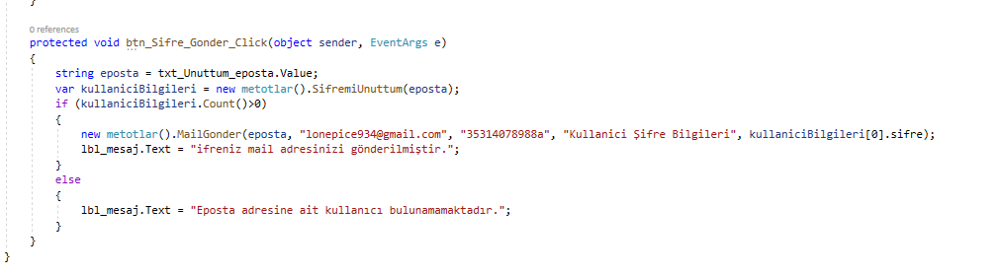 }
0 references
protected void btn_Sifre_Gonder_Click(object sender, EventArgs e)
{
string eposta = txt_Unuttum_eposta.Value;
var kullaniciBilgileri = new metotlar().SifremiUnuttum(eposta);
if (kullaniciBilgileri.Count()>0)
{
new metotlar().MailGonder(eposta, "lonepice934@gmail.com", "35314078988a", "Kullanici Şifre Bilgileri", kullaniciBilgileri[0].sifre);
lbl_mesaj.Text = "ifreniz mail adresinizi gönderilmiştir.";
}
else
{
lbl_mesaj.Text = "Eposta adresine ait kullanıcı bulunamamaktadır.";
}
}
}